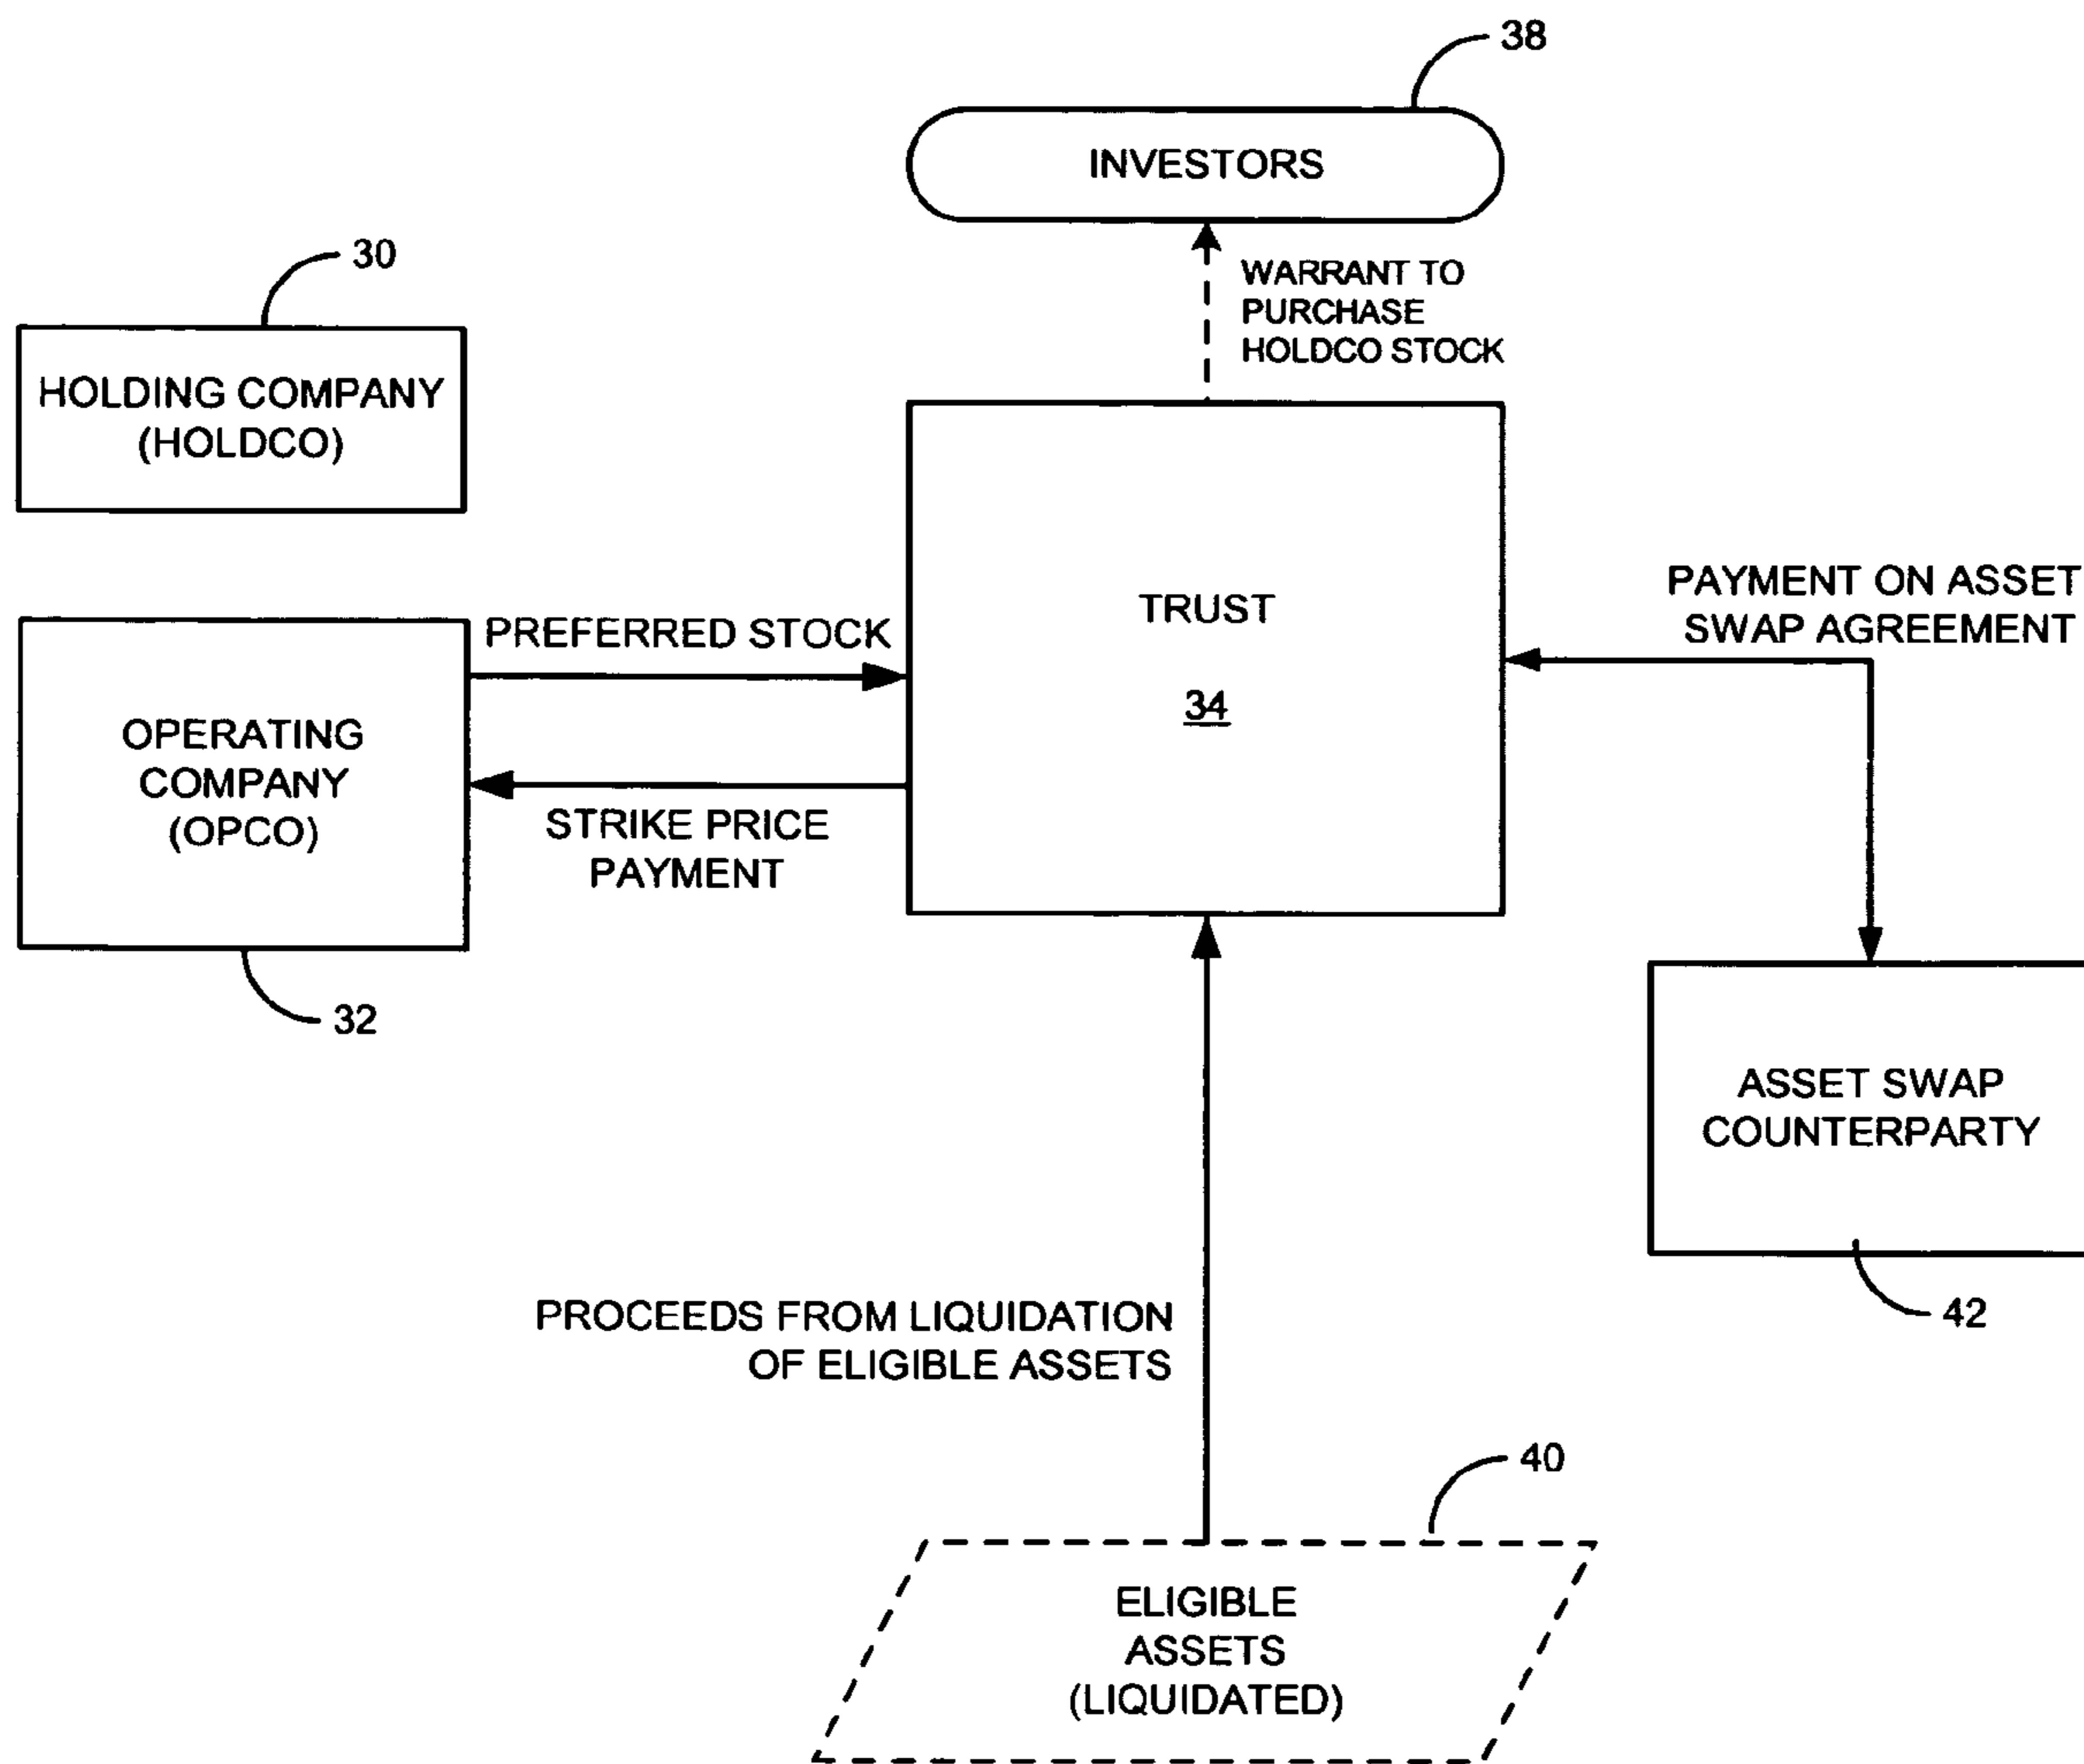 38
INVESTORS
30
WARRANT TO
PURCHASE
HOLDCO STOCK
HOLDING COMPANY
(HOLDCO)
PAYMENT ON ASSET
SWAP AGREEMENT
TRUST
34
PREFERRED STOCK
OPERATING
COMPANY
(OPCO)
STRIKE PRICE
PAYMENT
32
ASSET SWAP
COUNTERPARTY
42
PROCEEDS FROM LIQUIDATION
OF ELIGIBLE ASSETS
40
ELIGIBLE
ASSETS
(LIQUIDATED)